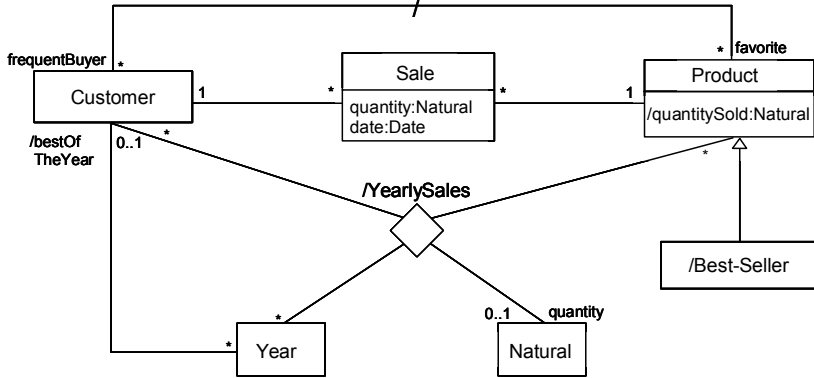 /
frequentBuyer
*
*
favorite
Customer
1
*
Sale
quantity:Natural
date:Date
*
1
Product
/quantitySold:Natural
/bestOf
TheYear
0..1
*
*
/YearlySales
/Best-Seller
*
0..1
quantity
*
Year
Natural